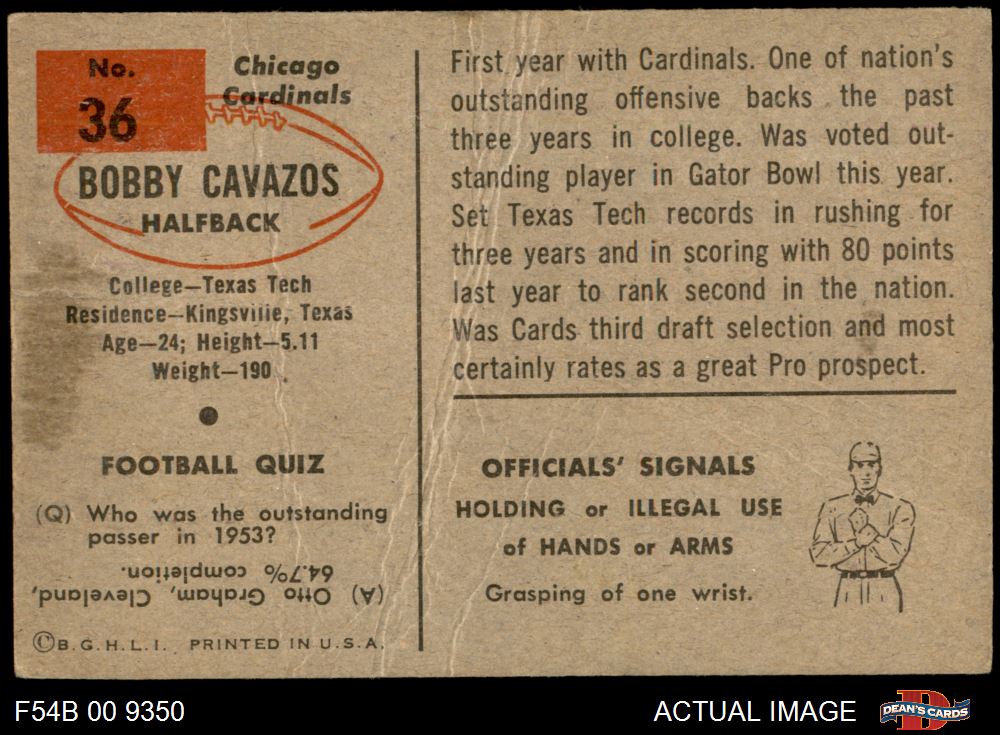 No.
36
Chicago
Cardinals
BOBBY CAVAZOS
HALFBACK
College—Texas Tech
Residence—Kingsville, Texas
Age—24; Height—5.11
Weight—190
FOOTBALL QUIZ
(Q) Who was the outstanding
passer in 1953?
(A) Otto Graham, Cleveland,
64.7% completion.
©B.G.H.L.I. PRINTED IN U.S.A.
First year with Cardinals. One of nation's
outstanding offensive backs the past
three years in college. Was voted out-
standing player in Gator Bowl this year.
Set Texas Tech records in rushing for
three years and in scoring with 80 points
last year to rank second in the nation.
Was Cards third draft selection and most
certainly rates as a great Pro prospect.
OFFICIALS' SIGNALS
HOLDING or ILLEGAL USE
of HANDS or ARMS
Grasping of one wrist.
F54B 00 9350
ACTUAL IMAGE
D
DEAN'S CARDS